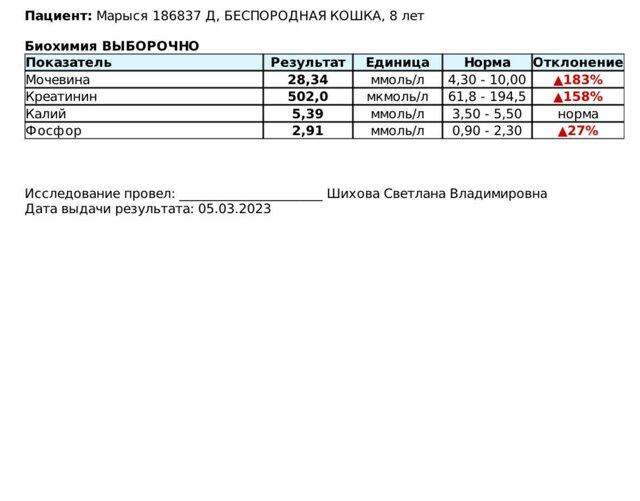 Пациент: Марыся 186837 Д, БЕСПОРОДНАЯ КОШКА, 8 лет
Биохимия ВЫБОРОЧНО
Показатель Результат Единица Норма Отклонение
Мочевина 28,34 ммоль/л 4,30 - 10,00 ▲183%
Креатинин 502,0 мкмоль/л 61,8 - 194,5 ▲158%
Калий 5,39 ммоль/л 3,50 - 5,50 норма
Фосфор 2,91 ммоль/л 0,90 - 2,30 ▲27%
Исследование провел: ______________________ Шихова Светлана Владимировна
Дата выдачи результата: 05.03.2023